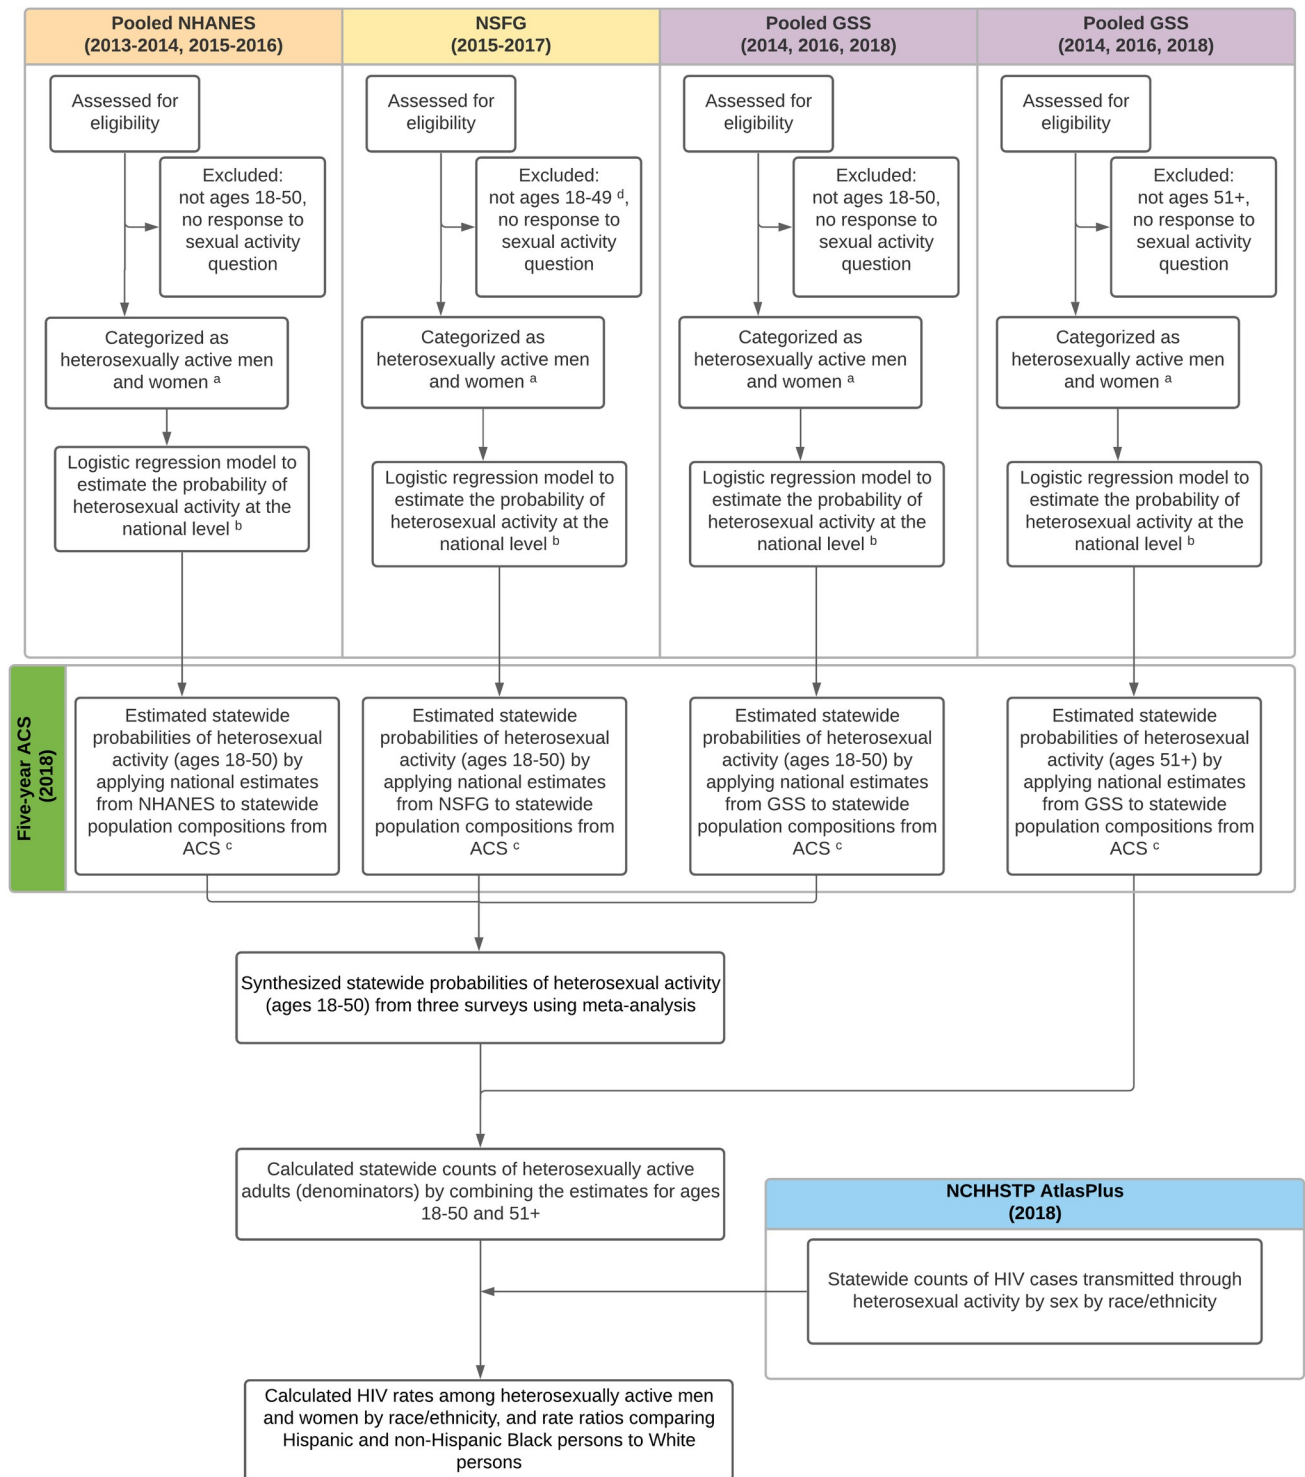 Pooled NHANES
(2013-2014, 2015-2016)
NSFG
(2015-2017)
Pooled GSS
(2014, 2016, 2018)
Pooled GSS
(2014, 2016, 2018)
Assessed for
eligibility
Excluded:
not ages 18-50,
no response to
sexual activity
question
Categorized as
heterosexually active men
and women a
Logistic regression model to
estimate the probability of
heterosexual activity at the
national level b
Assessed for
eligibility
Excluded:
not ages 18-49 d,
no response to
sexual activity
question
Categorized as
heterosexually active men
and women a
Logistic regression model to
estimate the probability of
heterosexual activity at the
national level b
Assessed for
eligibility
Excluded:
not ages 18-50,
no response to
sexual activity
question
Categorized as
heterosexually active men
and women a
Logistic regression model to
estimate the probability of
heterosexual activity at the
national level b
Assessed for
eligibility
Excluded:
not ages 51+,
no response to
sexual activity
question
Categorized as
heterosexually active men
and women a
Logistic regression model to
estimate the probability of
heterosexual activity at the
national level b
Five-year ACS
(2018)
Estimated statewide
probabilities of heterosexual
activity (ages 18-50) by
applying national estimates
from NHANES to statewide
population compositions from
ACS c
Estimated statewide
probabilities of heterosexual
activity (ages 18-50) by
applying national estimates
from NSFG to statewide
population compositions from
ACS c
Estimated statewide
probabilities of heterosexual
activity (ages 18-50) by
applying national estimates
from GSS to statewide
population compositions from
ACS c
Estimated statewide
probabilities of heterosexual
activity (ages 51+) by
applying national estimates
from GSS to statewide
population compositions from
ACS c
Synthesized statewide probabilities of heterosexual activity
(ages 18-50) from three surveys using meta-analysis
Calculated statewide counts of heterosexually active
adults (denominators) by combining the estimates for ages
18-50 and 51+
NCHHSTP AtlasPlus
(2018)
Statewide counts of HIV cases transmitted through
heterosexual activity by sex by race/ethnicity
Calculated HIV rates among heterosexually active men
and women by race/ethnicity, and rate ratios comparing
Hispanic and non-Hispanic Black persons to White
persons